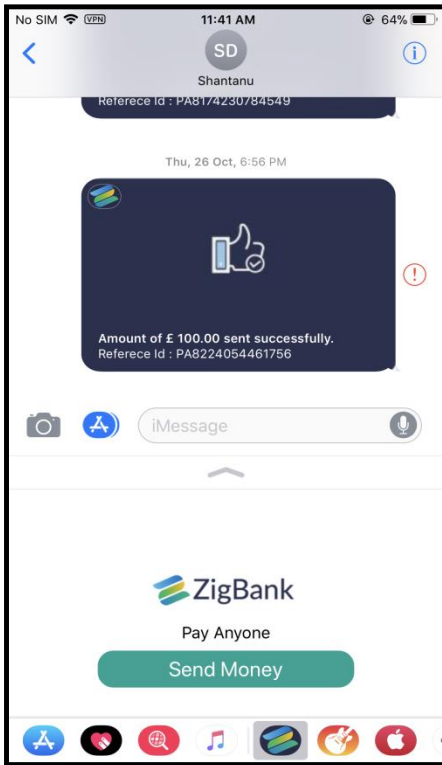 No SIM VPN 11:41 AM 64%
SD
Shantanu
Referece Id : PA8174230784549
Thu, 26 Oct, 6:56 PM
Amount of £ 100.00 sent successfully.
Referece Id : PA8224054461756
iMessage
ZigBank
Pay Anyone
Send Money